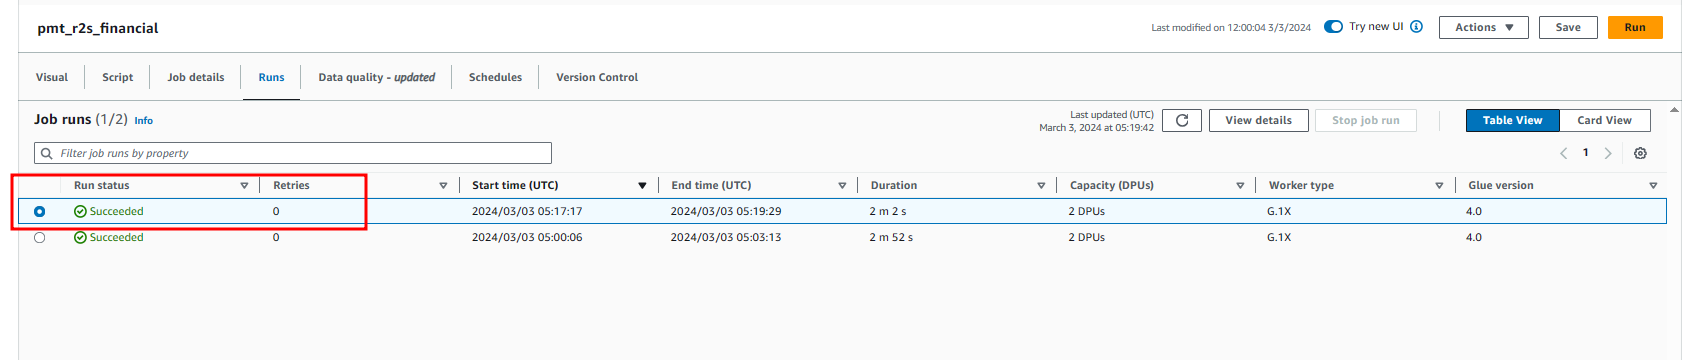 pmt_r2s_financial
Last modified on 12:00:04 3/3/2024 Try new UI Actions Save Run
Visual Script Job details Runs Data quality - updated Schedules Version Control
Job runs (1/2) Info
Last updated (UTC)
March 3, 2024 at 05:19:42
View details Stop job run Table View Card View
Filter job runs by property
1
Run status Retries Start time (UTC) End time (UTC) Duration Capacity (DPUs) Worker type Glue version
Succeeded 0 2024/03/03 05:17:17 2024/03/03 05:19:29 2 m 2 s 2 DPUs G.1X 4.0
Succeeded 0 2024/03/03 05:00:06 2024/03/03 05:03:13 2 m 52 s 2 DPUs G.1X 4.0